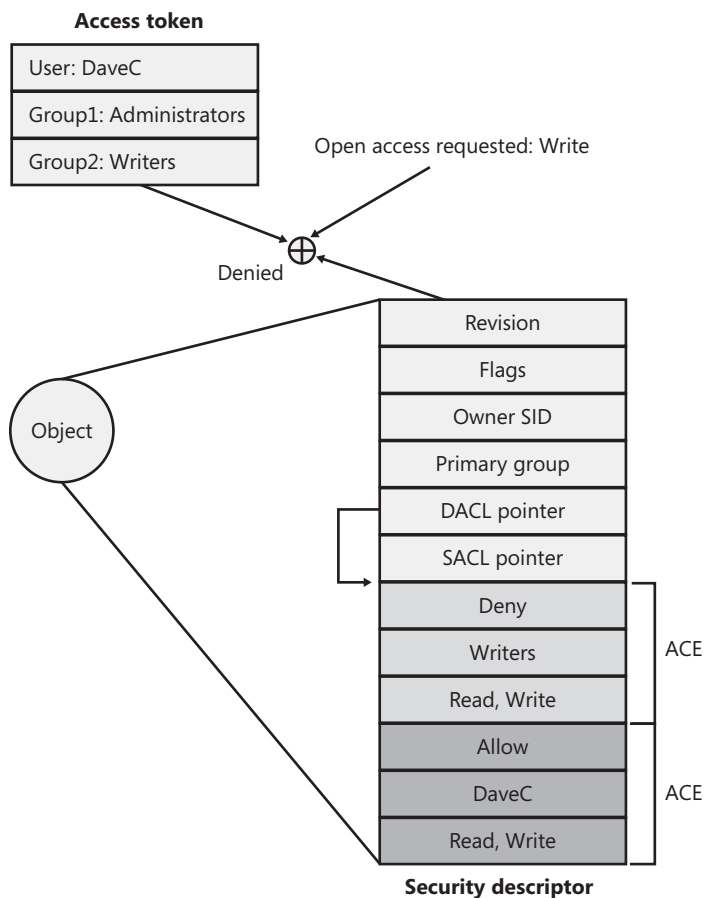 Access token
User: DaveC
Group1: Administrators
Group2: Writers
Open access requested: Write
Denied
Object
Revision
Flags
Owner SID
Primary group
DACL pointer
SACL pointer
Deny
Writers
Read, Write
ACE
Allow
DaveC
Read, Write
ACE
Security descriptor